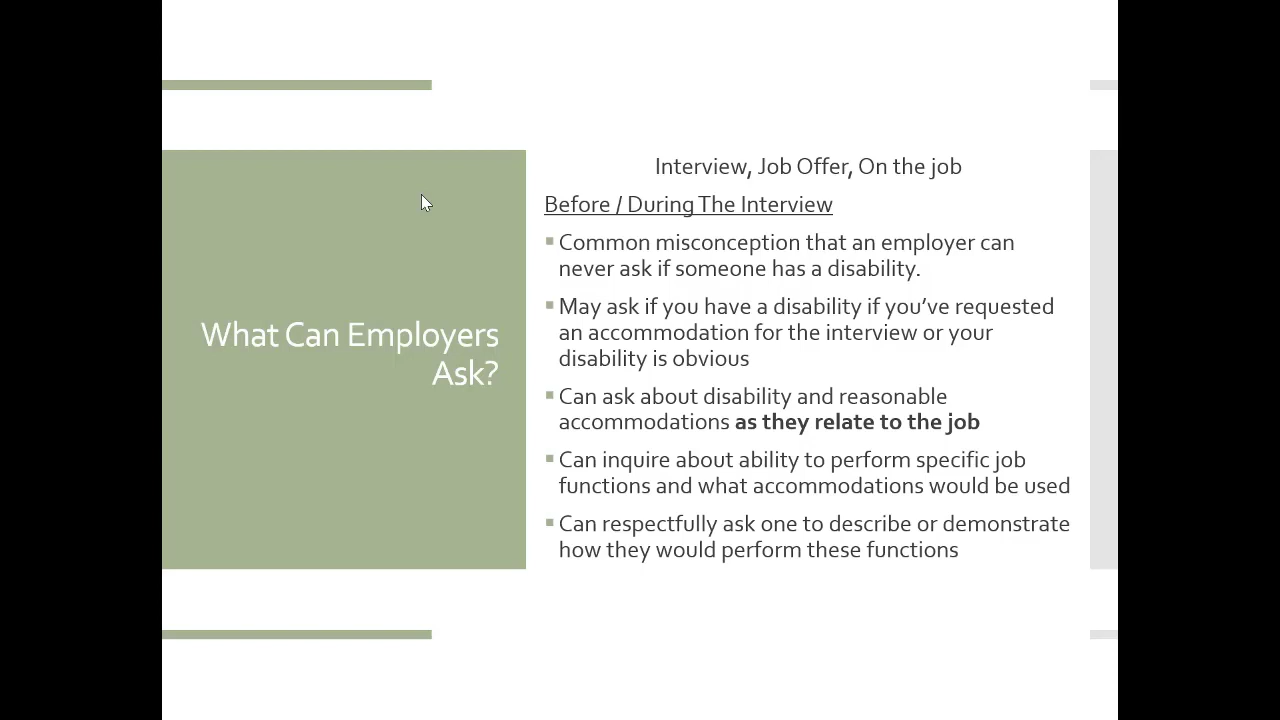 What Can Employers
Ask?
Interview, Job Offer, On the job
Before / During The Interview
▪ Common misconception that an employer can
never ask if someone has a disability.
▪ May ask if you have a disability if you’ve requested
an accommodation for the interview or your
disability is obvious
▪ Can ask about disability and reasonable
accommodations as they relate to the job
▪ Can inquire about ability to perform specific job
functions and what accommodations would be used
▪ Can respectfully ask one to describe or demonstrate
how they would perform these functions